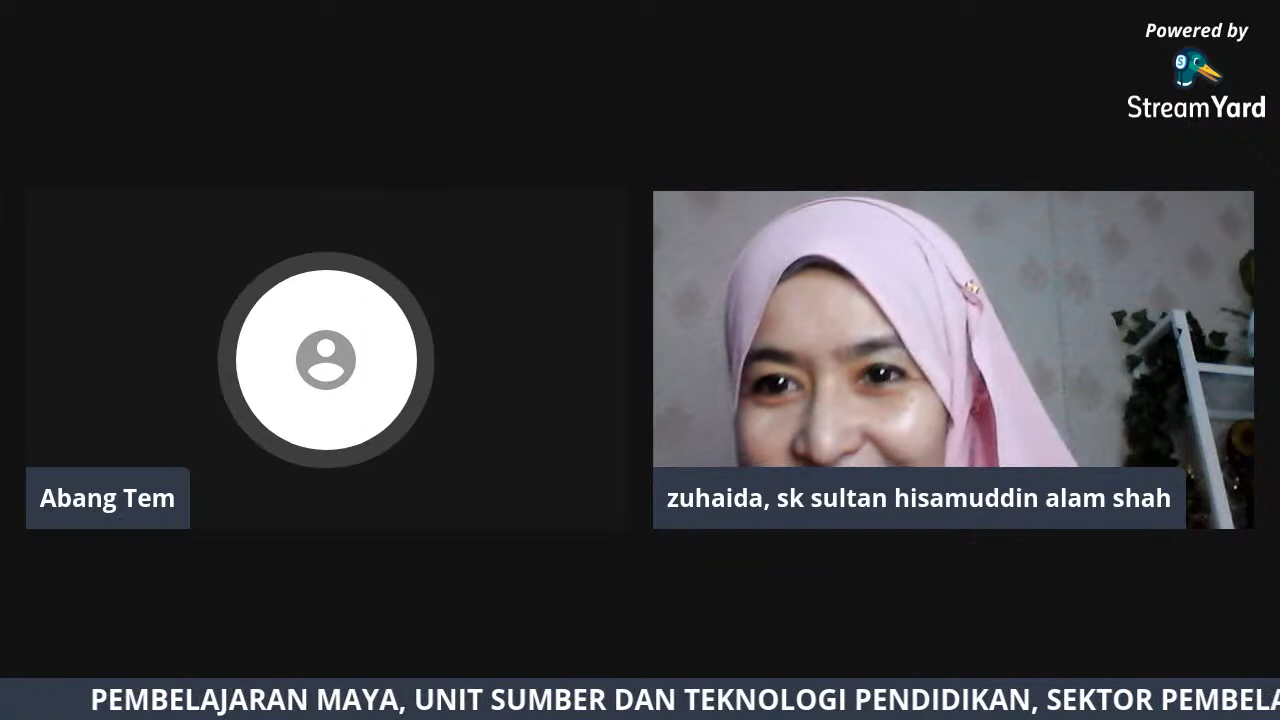 Powered by
StreamYard
Abang Tem
zuhaida, sk sultan hisamuddin alam shah
PEMBELAJARAN MAYA, UNIT SUMBER DAN TEKNOLOGI PENDIDIKAN, SEKTOR PEMBELA